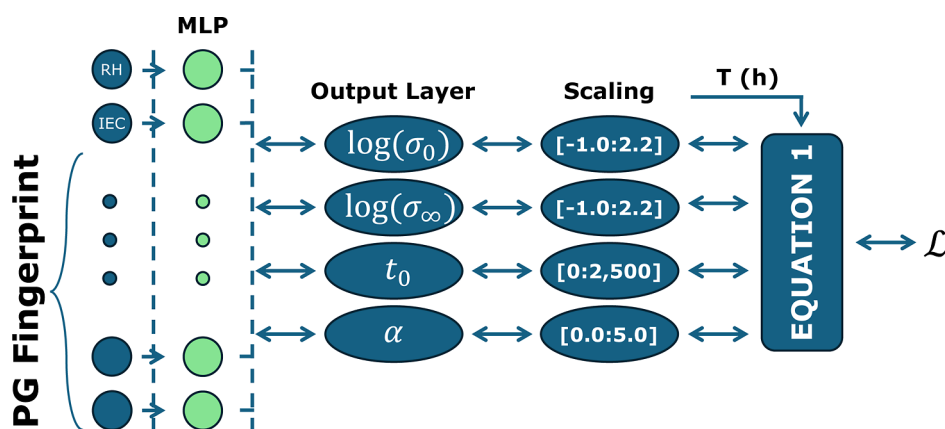 MLP
RH
IEC
PG Fingerprint
Output Layer
Scaling
T (h)
log(σ₀)
[-1.0:2.2]
log(σ∞)
[-1.0:2.2]
t₀
[0:2,500]
α
[0.0:5.0]
EQUATION 1
ℒ